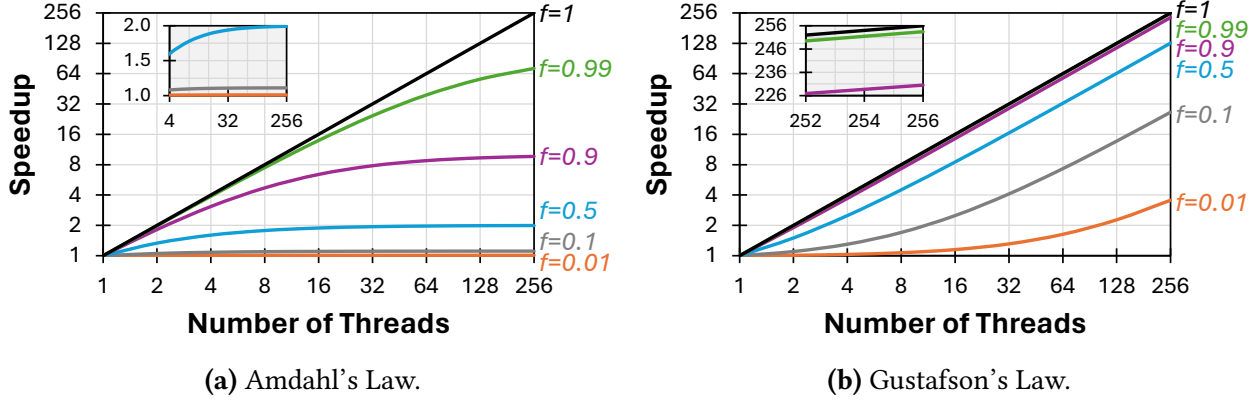 256
128
64
32
16
8
4
2
1
Speedup
2.0
1.5
1.0
4 32 256
f=1
f=0.99
f=0.9
f=0.5
f=0.1
f=0.01
1 2 4 8 16 32 64 128 256
Number of Threads
(a) Amdahl's Law.
256
128
64
32
16
8
4
2
1
Speedup
256
246
236
226
252 254 256
f=1
f=0.99
f=0.9
f=0.5
f=0.1
f=0.01
1 2 4 8 16 32 64 128 256
Number of Threads
(b) Gustafson's Law.